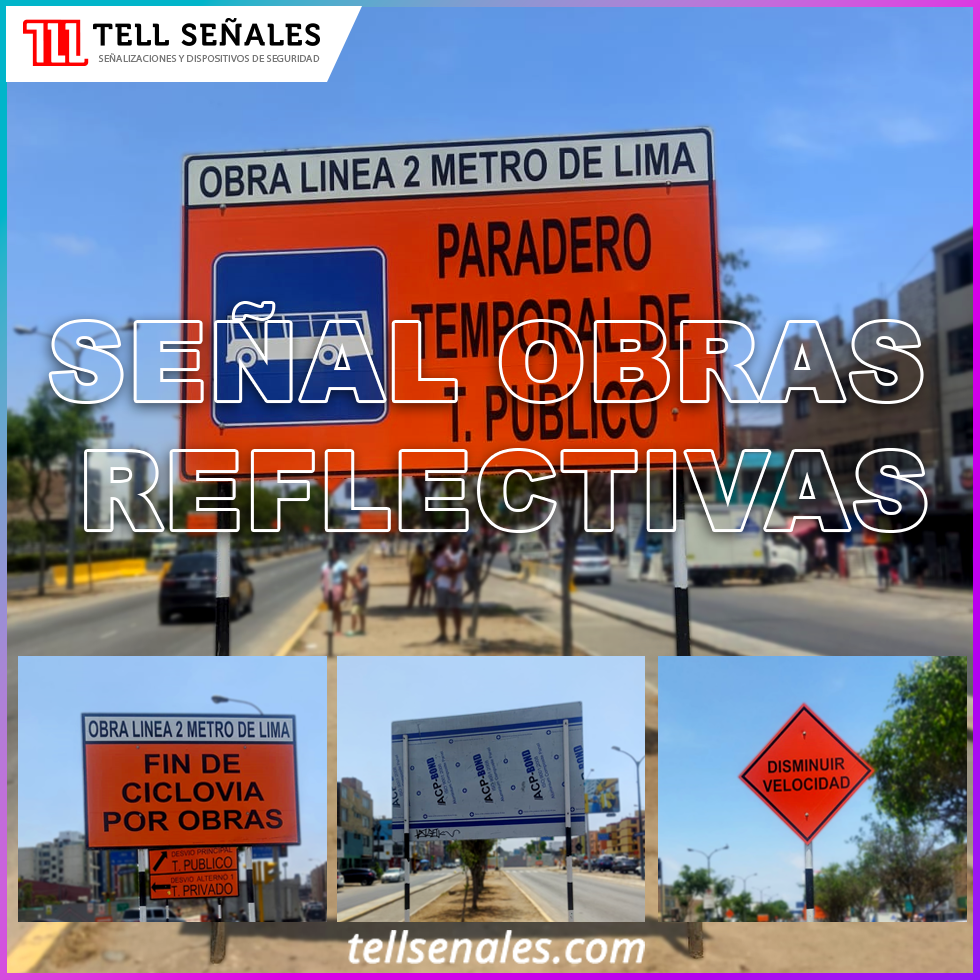 TELL SEÑALES
SEÑALIZACIONES Y DISPOSITIVOS DE SEGURIDAD
OBRA LINEA 2 METRO DE LIMA
PARADERO
TEMPORAL DE
T. PUBLICO
SEÑAL OBRAS
REFLECTIVAS
OBRA LINEA 2 METRO DE LIMA
FIN DE
CICLOVIA
POR OBRAS
DESVIO PRINCIPAL
T. PUBLICO
DESVIO ALTERNO 1
T. PRIVADO
ACP-BOND
ACP-BOND
ACP-BOND
DISMINUIR
VELOCIDAD
tellsenales.com